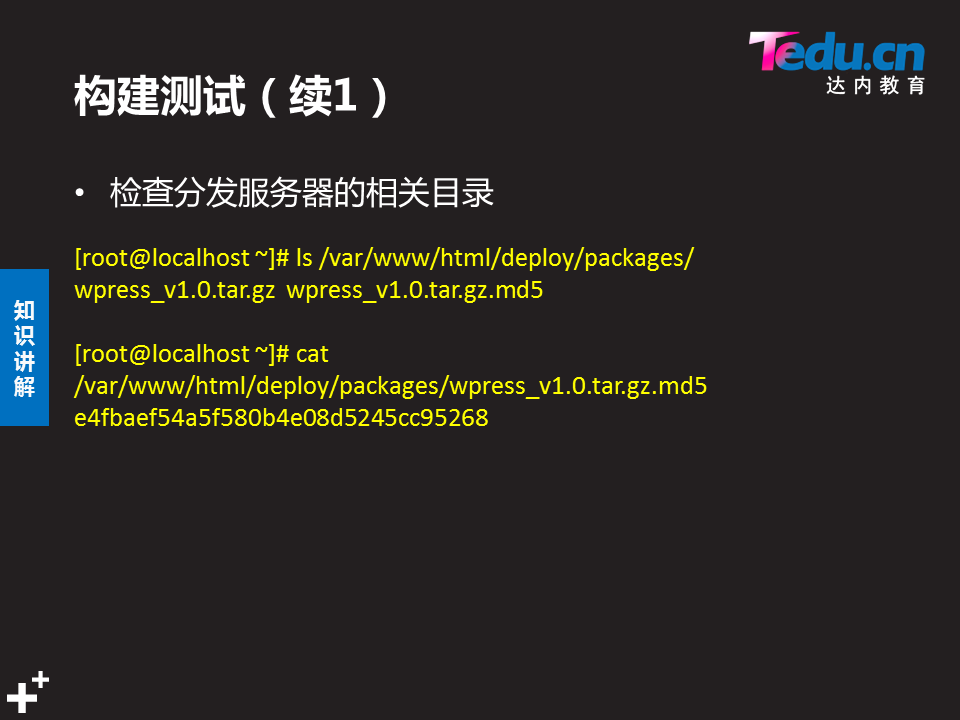 Tedu.cn
达内教育
构建测试（续1）
• 检查分发服务器的相关目录
[root@localhost ~]# ls /var/www/html/deploy/packages/
wpress_v1.0.tar.gz  wpress_v1.0.tar.gz.md5
[root@localhost ~]# cat
/var/www/html/deploy/packages/wpress_v1.0.tar.gz.md5
e4fbaef54a5f580b4e08d5245cc95268
知识讲解